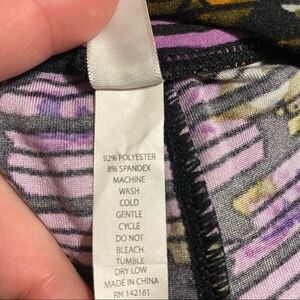 92% POLYESTER
8% SPANDEX
MACHINE
WASH
COLD
GENTLE
CYCLE
DO NOT
BLEACH
TUMBLE
DRY LOW
MADE IN CHINA
RN 142161